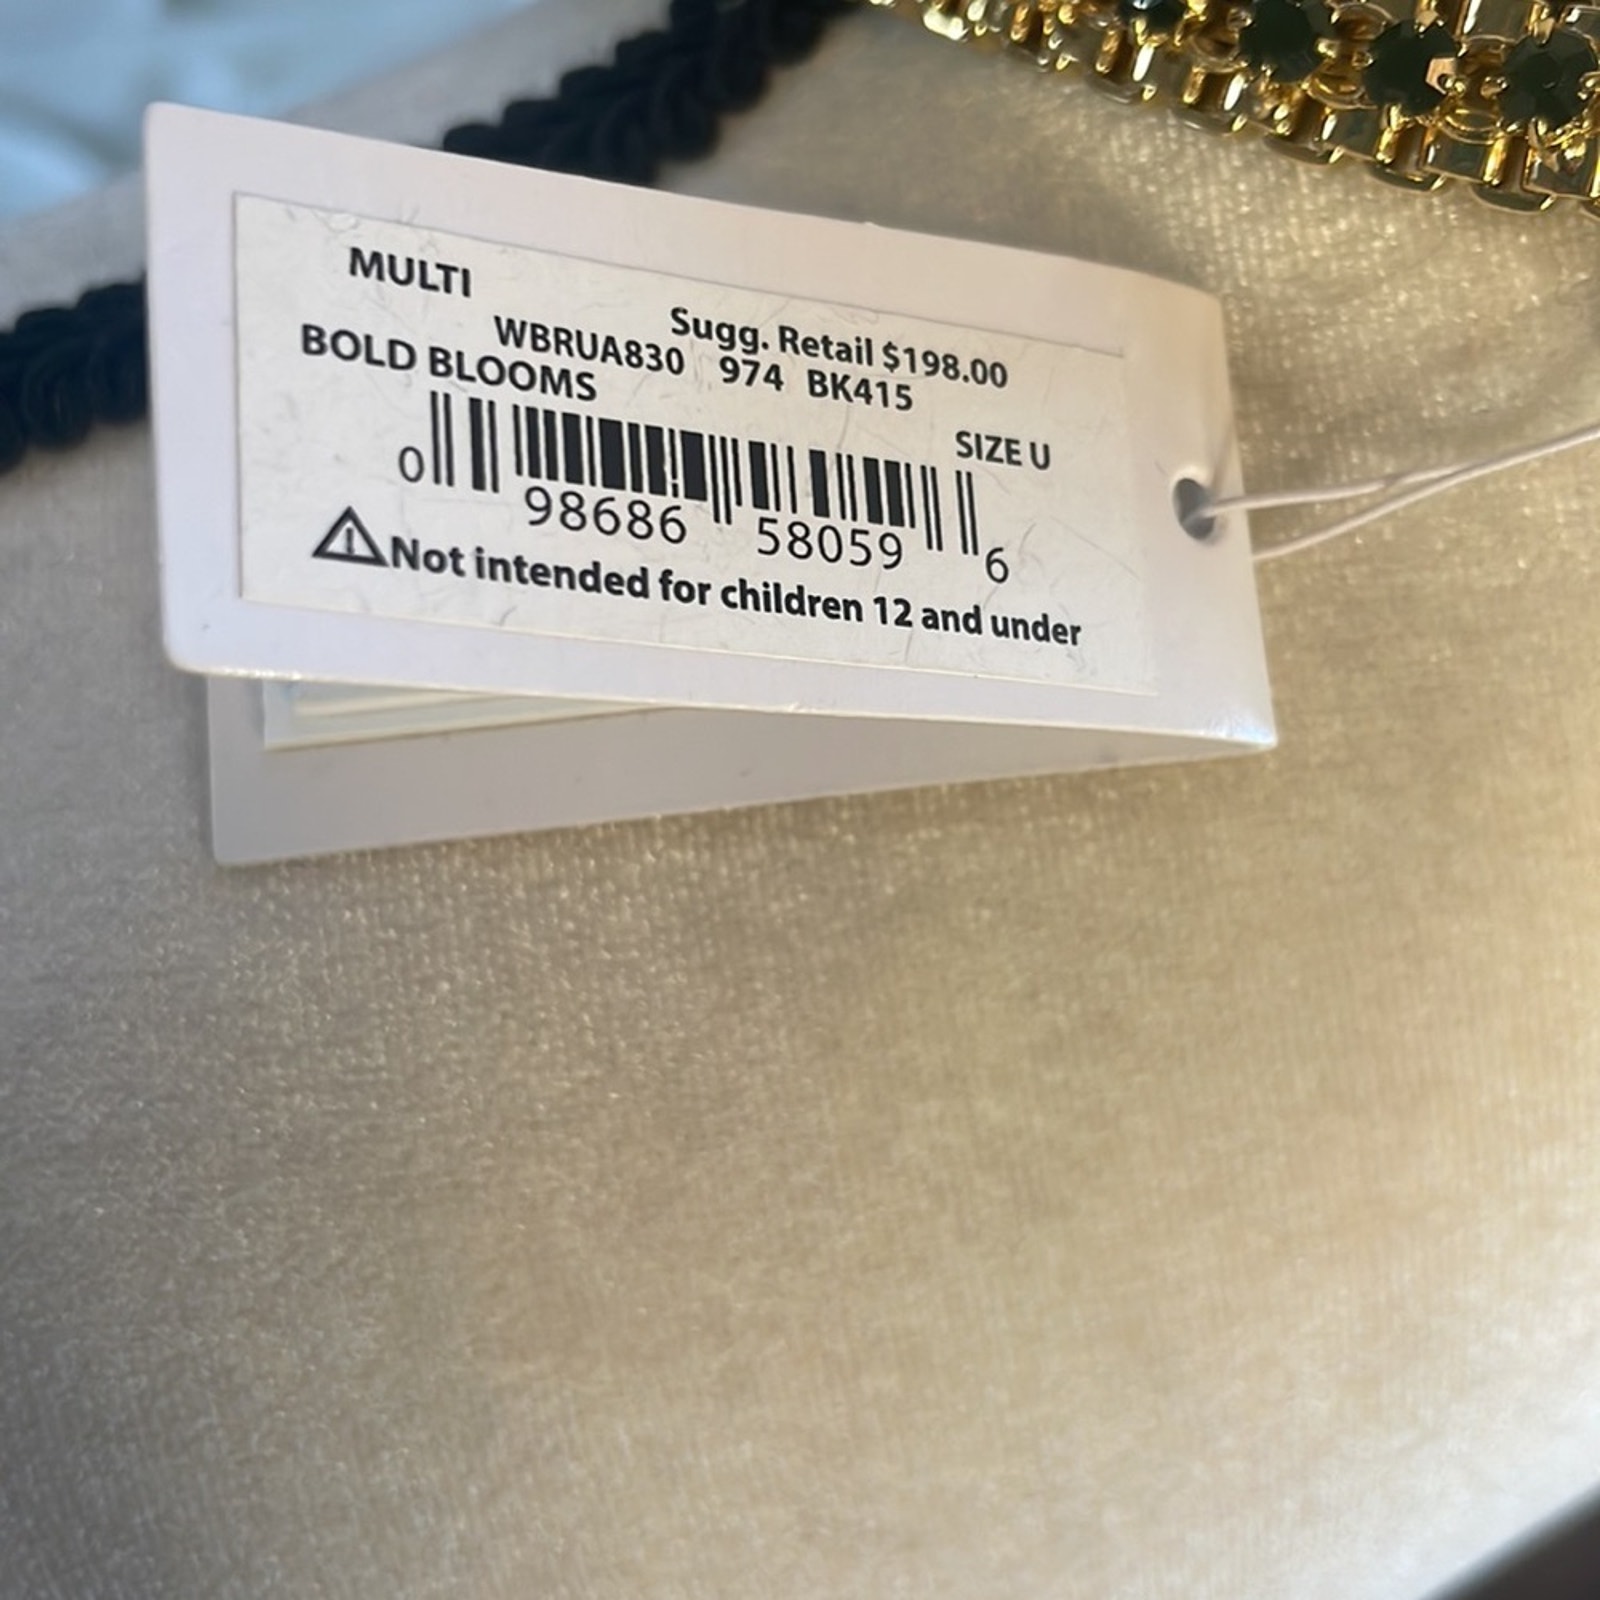 MULTI
Sugg. Retail $198.00
WBRUA830 974 BK415
BOLD BLOOMS
SIZE U
0 98686 58059 6
Not intended for children 12 and under